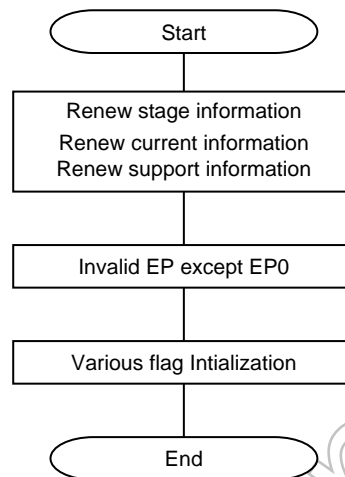 Start
Renew stage information
Renew current information
Renew support information
Invalid EP except EP0
Various flag Intialization
End